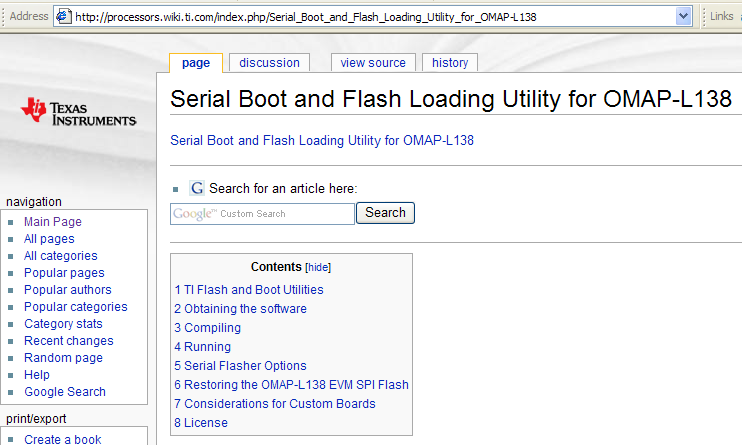 Address http://processors.wiki.ti.com/index.php/Serial_Boot_and_Flash_Loading_Utility_for_OMAP-L138 Links
page discussion view source history
TEXAS INSTRUMENTS
Serial Boot and Flash Loading Utility for OMAP-L138
Serial Boot and Flash Loading Utility for OMAP-L138
G Search for an article here:
Google™ Custom Search Search
navigation
Main Page
All pages
All categories
Popular pages
Popular authors
Popular categories
Category stats
Recent changes
Random page
Help
Google Search
print/export
Create a book
Contents [hide]
1 TI Flash and Boot Utilities
2 Obtaining the software
3 Compiling
4 Running
5 Serial Flasher Options
6 Restoring the OMAP-L138 EVM SPI Flash
7 Considerations for Custom Boards
8 License